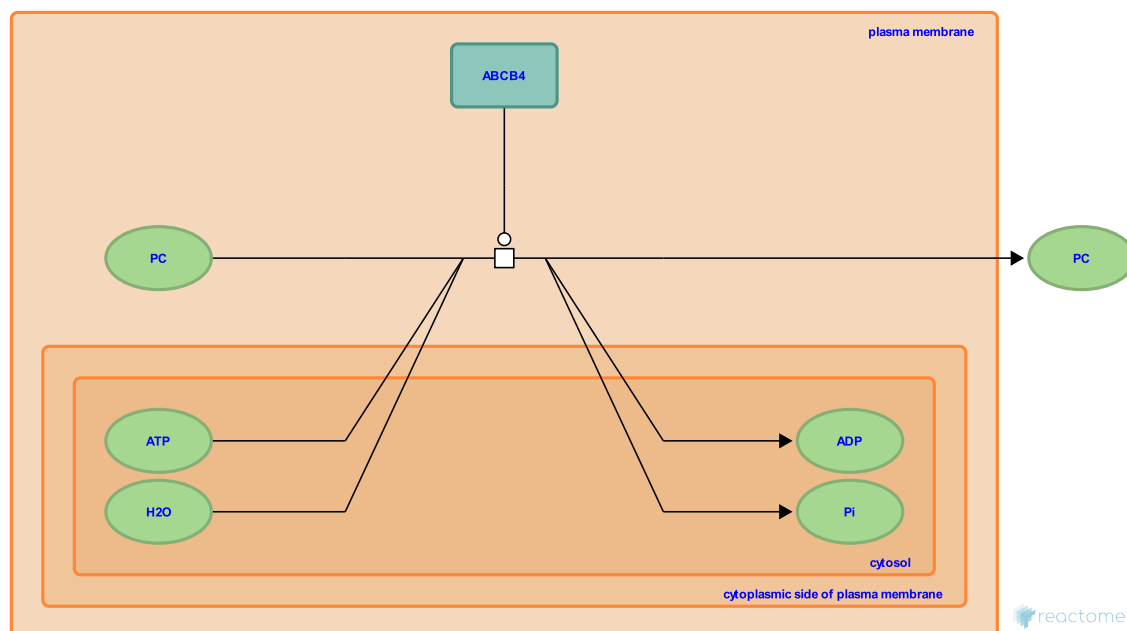 plasma membrane
ABCB4
PC
PC
ATP
ADP
H2O
Pi
cytosol
cytoplasmic side of plasma membrane
reactome